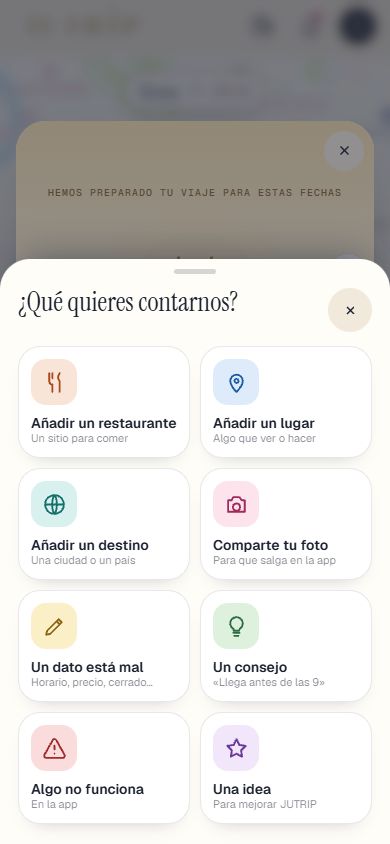 HEMOS PREPARADO TU VIAJE PARA ESTAS FECHAS
¿Qué quieres contarnos?
Añadir un restaurante
Un sitio para comer
Añadir un lugar
Algo que ver o hacer
Añadir un destino
Una ciudad o un país
Comparte tu foto
Para que salga en la app
Un dato está mal
Horario, precio, cerrado…
Un consejo
«Llega antes de las 9»
Algo no funciona
En la app
Una idea
Para mejorar JUTRIP